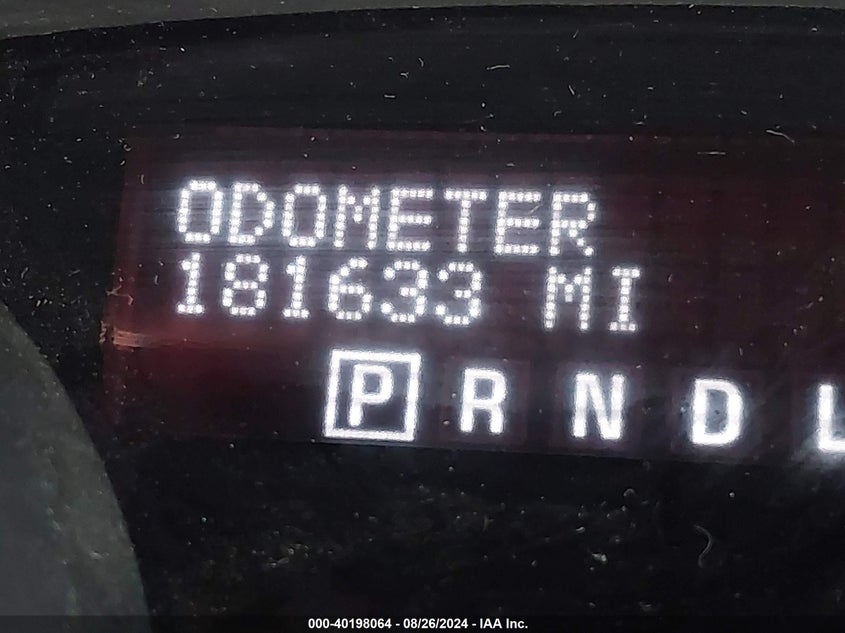 ODOMETER
181633 MI
P R N D L
000-40198064 - 08/26/2024 - IAA Inc.